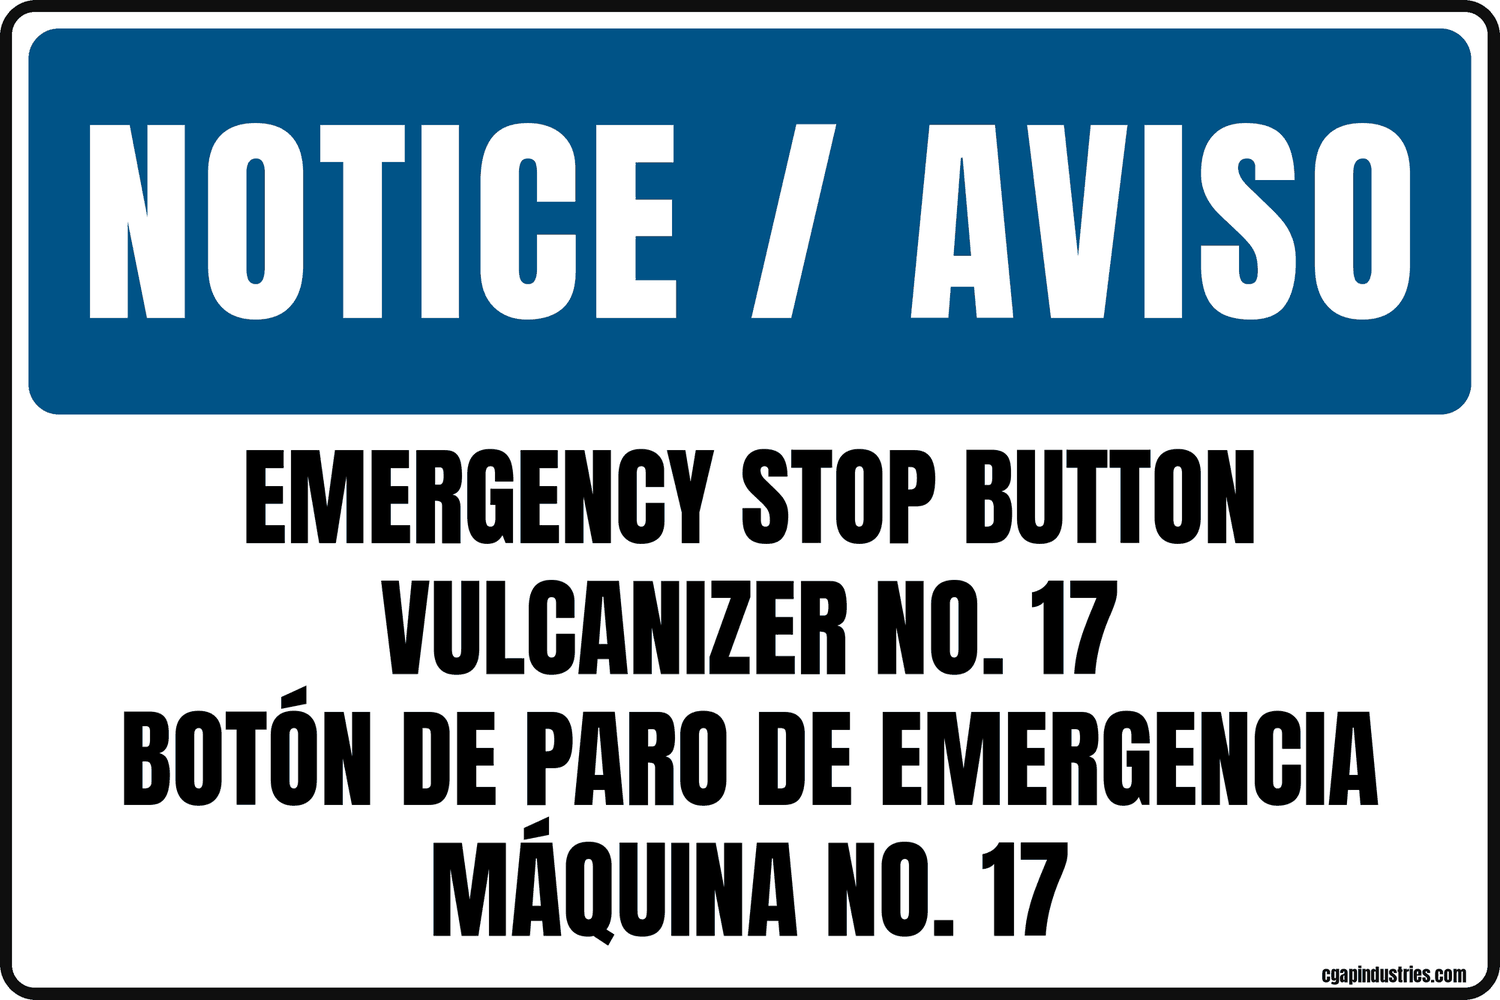 NOTICE / AVISO
EMERGENCY STOP BUTTON
VULCANIZER NO. 17
BOTÓN DE PARO DE EMERGENCIA
MÁQUINA NO. 17
cgapindustries.com